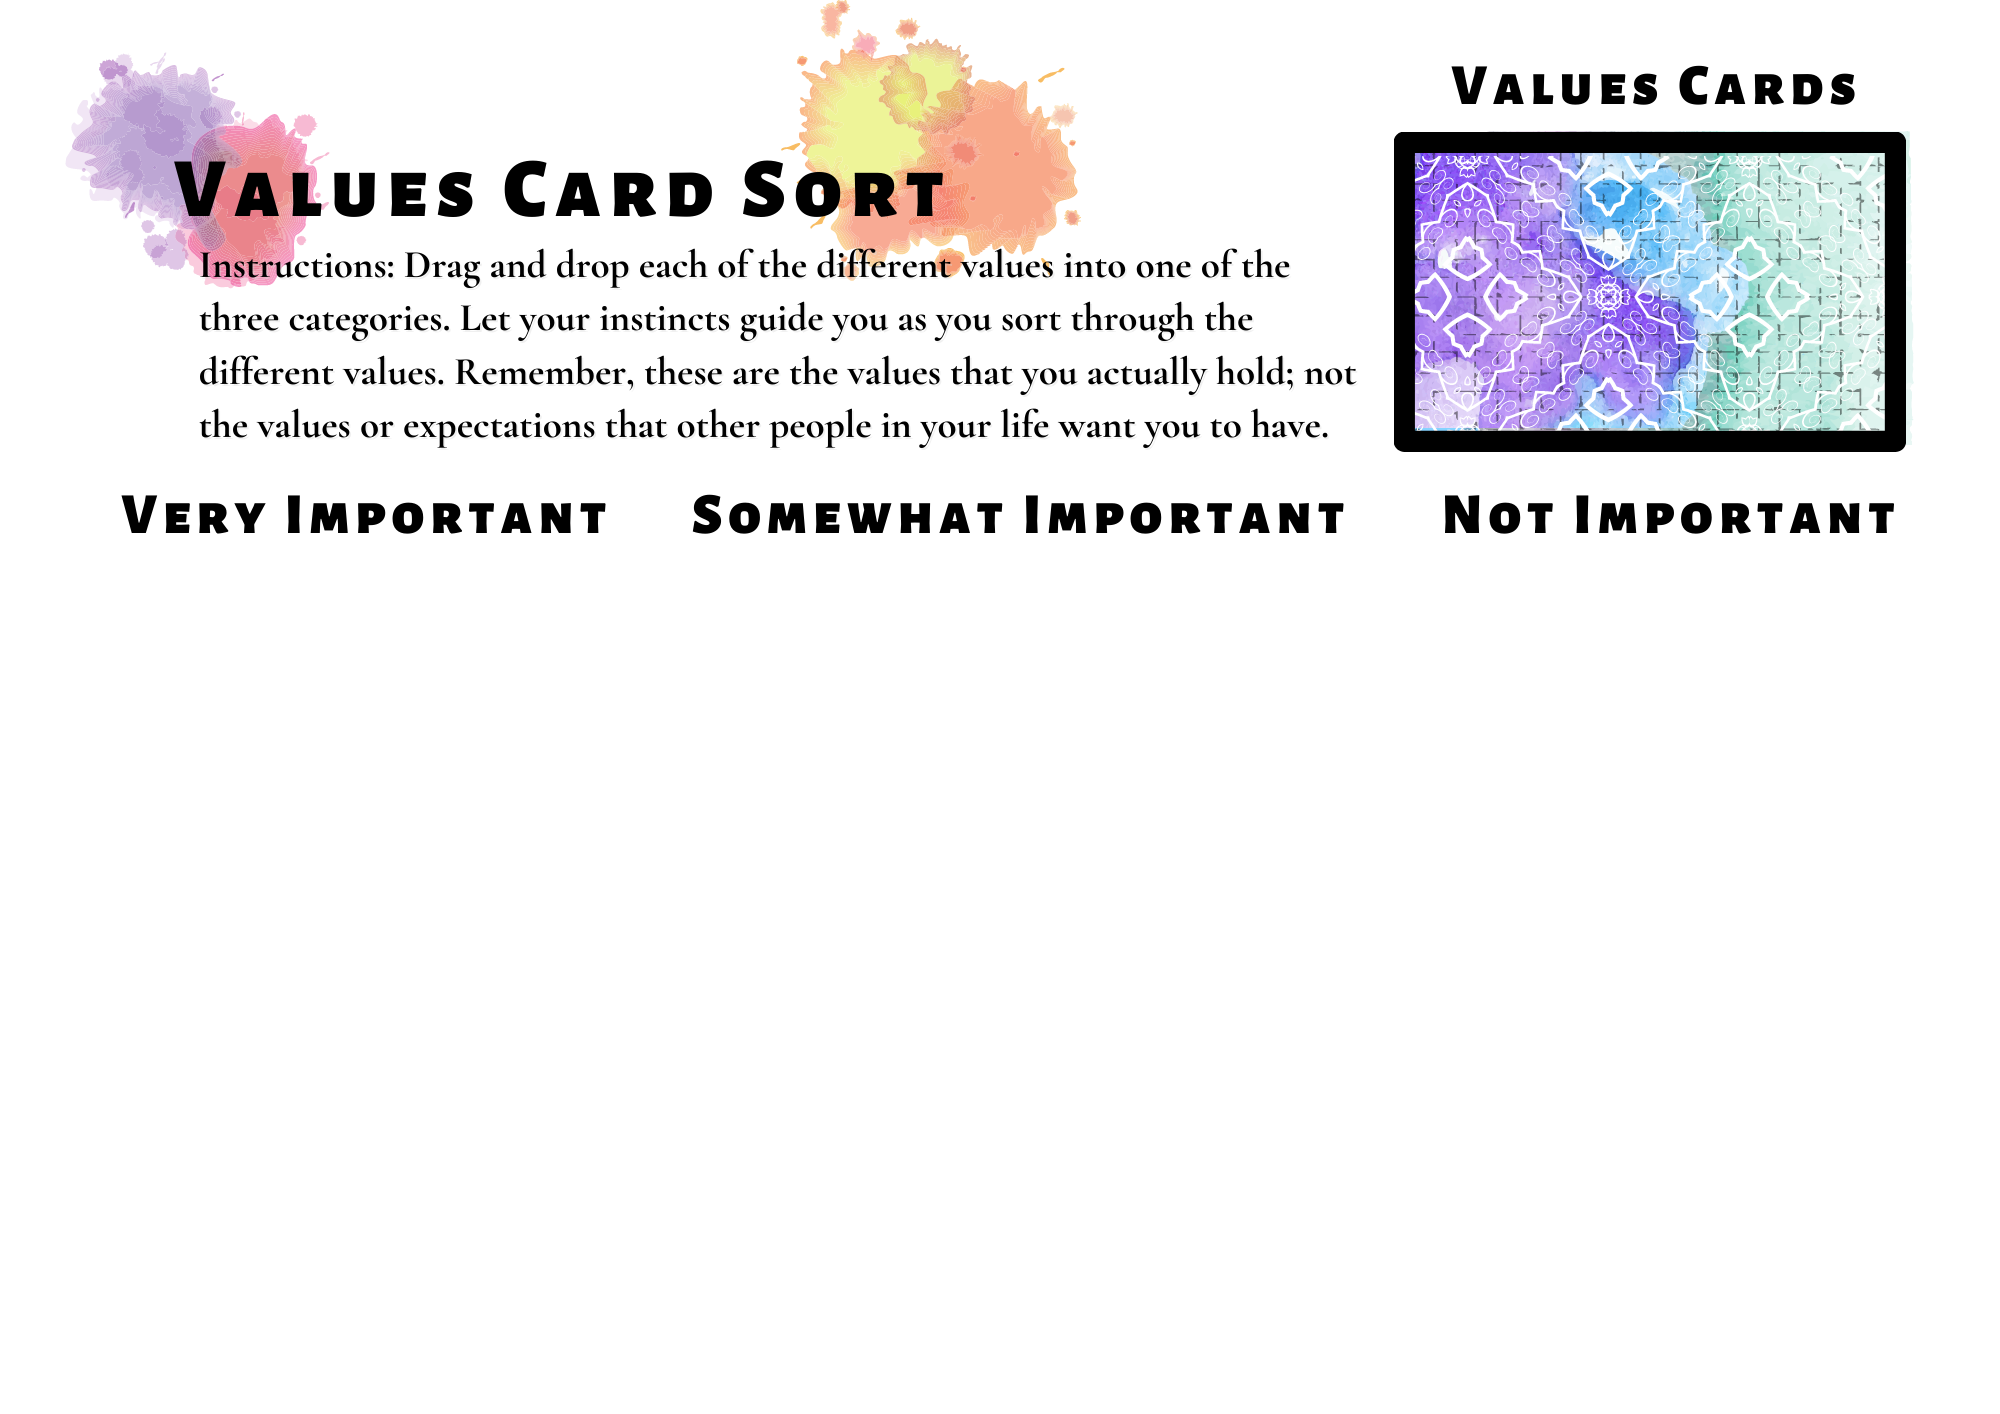 Values Cards
Values Card Sort
Instructions: Drag and drop each of the different values into one of the
three categories. Let your instincts guide you as you sort through the
different values. Remember, these are the values that you actually hold; not
the values or expectations that other people in your life want you to have.
Very Important
Somewhat Important
Not Important